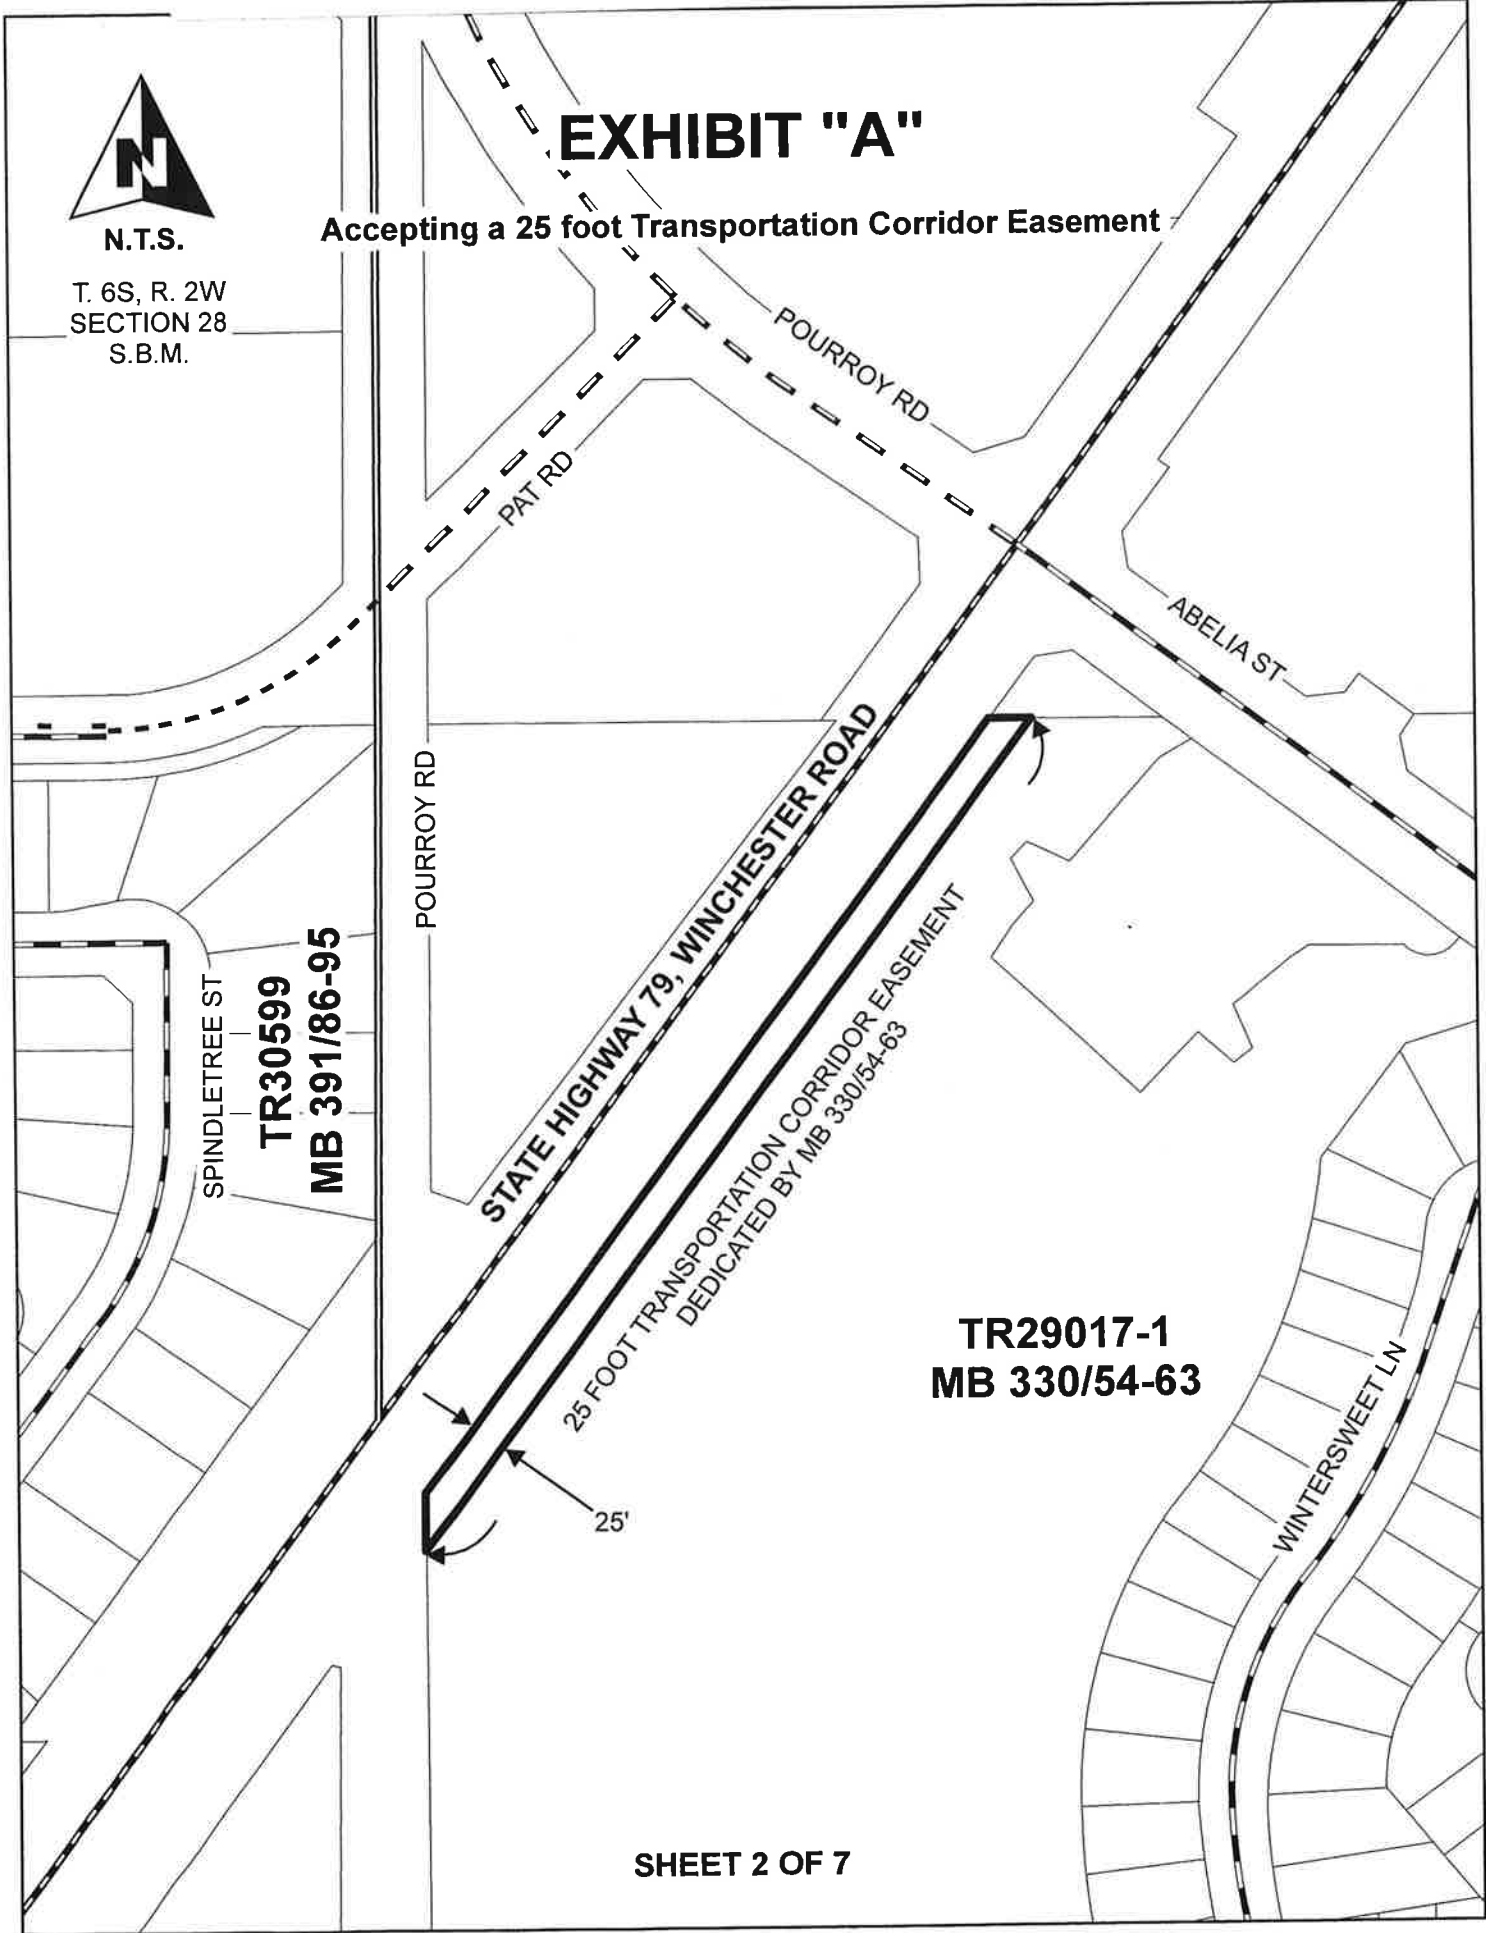 EXHIBIT "A"
Accepting a 25 foot Transportation Corridor Easement
N
N.T.S.
T. 6S, R. 2W
SECTION 28
S.B.M.
POURROY RD
PAT RD
ABELIA ST
POURROY RD
STATE HIGHWAY 79, WINCHESTER ROAD
SPINDLETREE ST
TR30599
MB 391/86-95
25 FOOT TRANSPORTATION CORRIDOR EASEMENT
DEDICATED BY MB 330/54-63
TR29017-1
MB 330/54-63
WINTERSWEET LN
25'
SHEET 2 OF 7